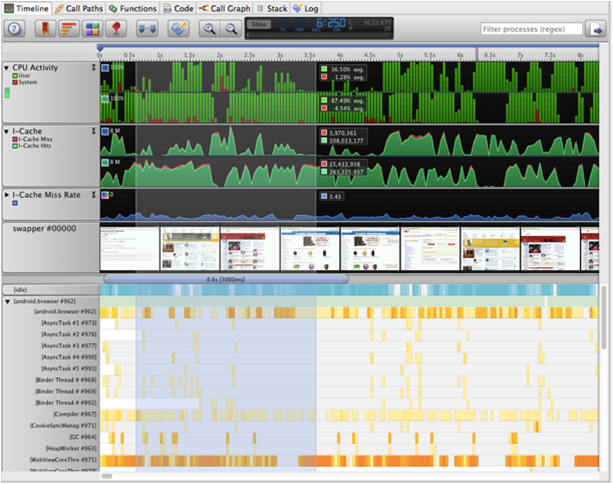 Timeline Call Paths Functions Code Call Graph Stack Log
50ms 6·250
Filter processes (regex)
0s 0.5s 1s 1.5s 2s 2.5s 3s 3.5s 4s 4.5s 5s 5.5s 6s 6.5s 7s 7.5s 8s
CPU Activity
User
System
100%
36.50% avg.
1.28% avg.
100%
87.49% avg.
4.54% avg.
I-Cache
I-Cache Miss
I-Cache Hits
8 M
3,970,361
108,013,177
8 M
15,433,938
283,225,937
I-Cache Miss Rate
0
3.43
swapper #00000
0.6s [3000ms]
[idle]
[android.browser #962]
[android.browser #962]
[AsyncTask #1 #973]
[AsyncTask #2 #976]
[AsyncTask #3 #977]
[AsyncTask #4 #990]
[AsyncTask #5 #991]
[Binder Thread # #968]
[Binder Thread # #969]
[Binder Thread # #992]
[Compiler #967]
[CookieSyncManag #971]
[GC #964]
[HeapWorker #963]
[WebViewCoreThre #975]